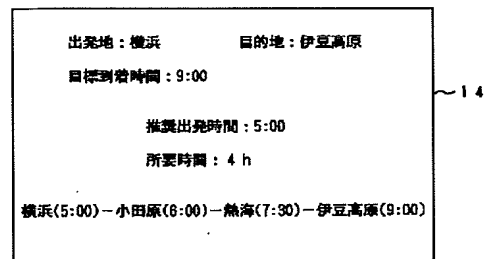 出発地:横浜 目的地:伊豆高原
目標到着時間:9:00
~14
推奨出発時間:5:00
所要時間:4 h
横浜(5:00)-小田原(6:00)-熱海(7:30)-伊豆高原(9:00)